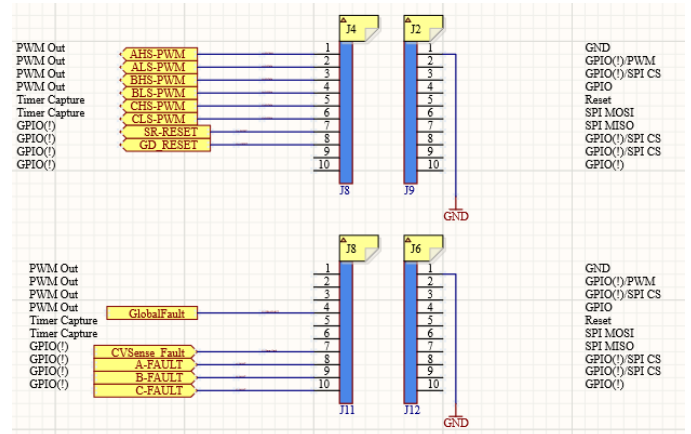 J4 J2
PWM Out AHS-PWM 1 1 GND
PWM Out ALS-PWM 2 2 GPIO(!)/PWM
PWM Out BHS-PWM 3 3 GPIO(!)/SPI CS
PWM Out BLS-PWM 4 4 GPIO
Timer Capture CHS-PWM 5 5 Reset
Timer Capture CLS-PWM 6 6 SPI MOSI
GPIO(!) SR-RESET 7 7 SPI MISO
GPIO(!) GD_RESET 8 8 GPIO(!)/SPI CS
GPIO(!) 9 9 GPIO(!)/SPI CS
GPIO(!) 10 10 GPIO(!)
J8 J9
GND
J8 J6
PWM Out 1 1 GND
PWM Out 2 2 GPIO(!)/PWM
PWM Out 3 3 GPIO(!)/SPI CS
PWM Out GlobalFault 4 4 GPIO
Timer Capture 5 5 Reset
Timer Capture 6 6 SPI MOSI
GPIO(!) CVSense_Fault 7 7 SPI MISO
GPIO(!) A-FAULT 8 8 GPIO(!)/SPI CS
GPIO(!) B-FAULT 9 9 GPIO(!)/SPI CS
GPIO(!) C-FAULT 10 10 GPIO(!)
J11 J12
GND